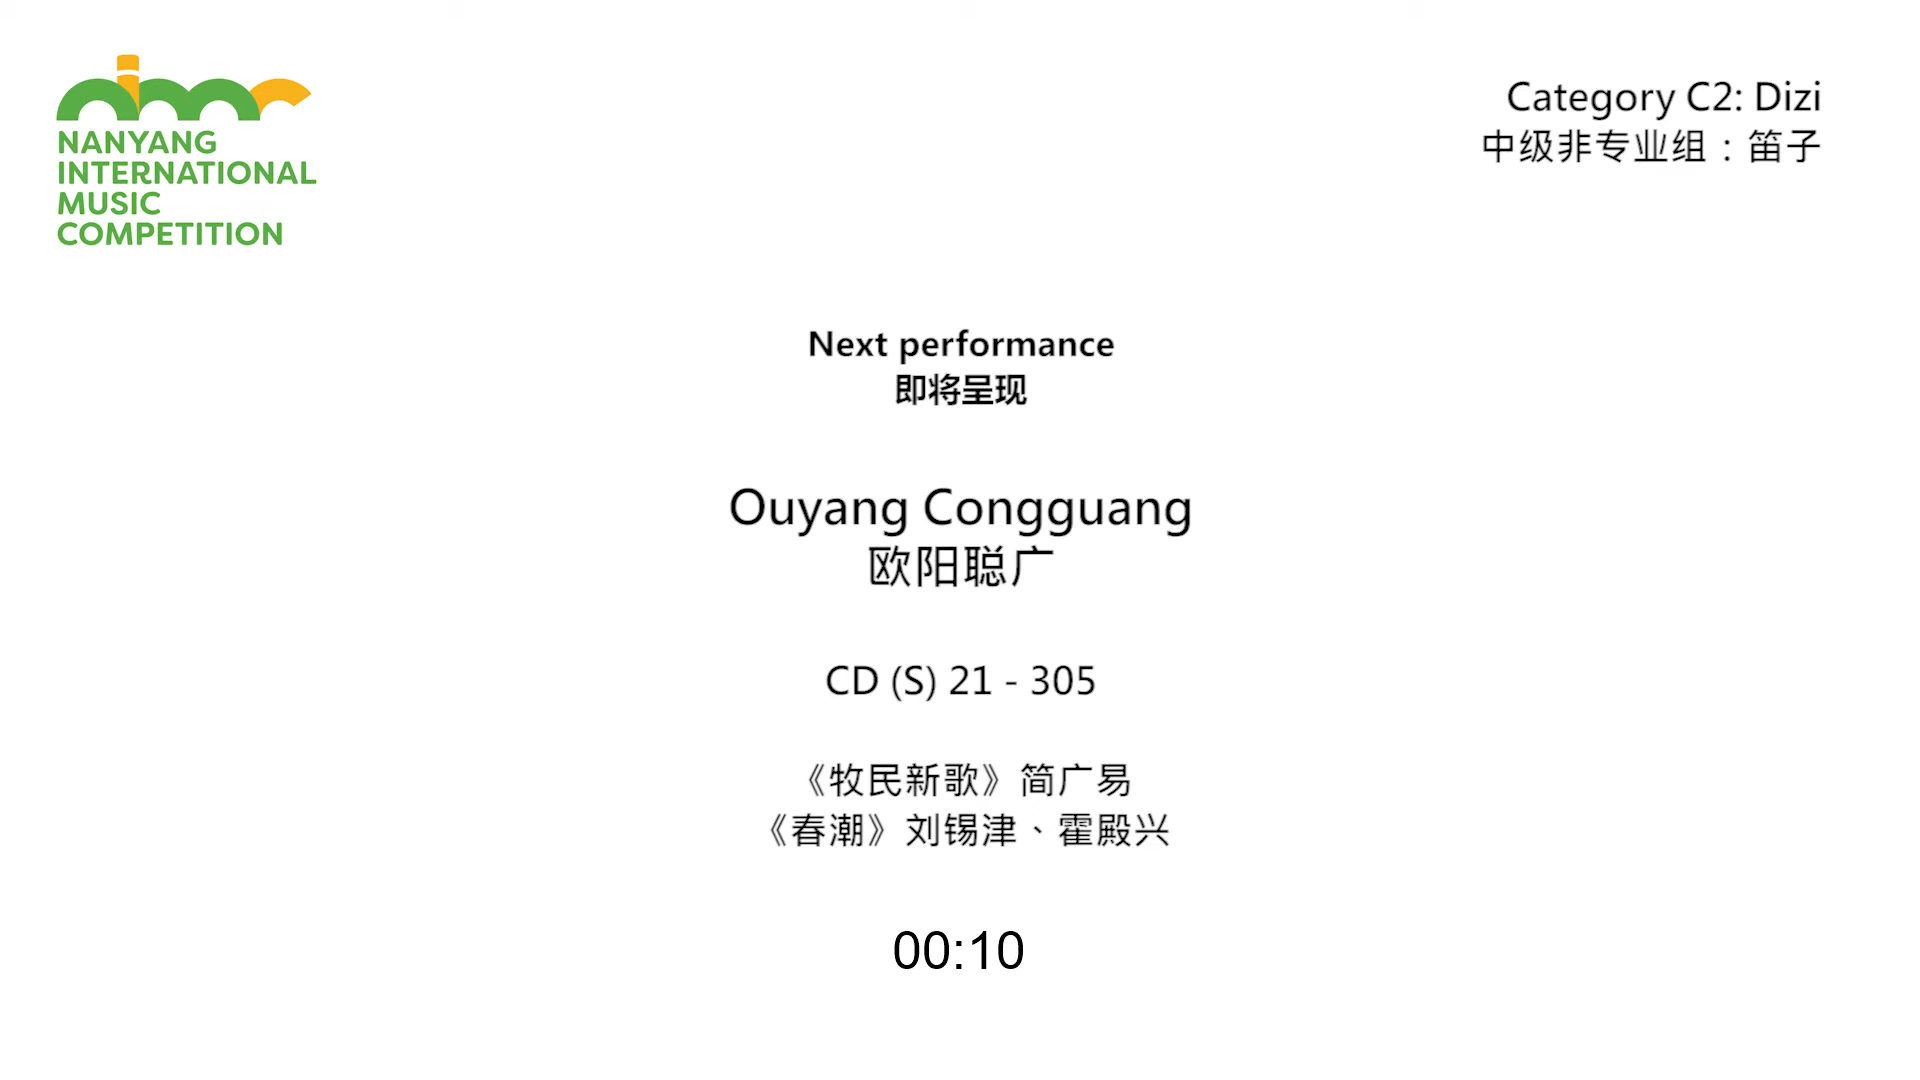 nimc
NANYANG
INTERNATIONAL
MUSIC
COMPETITION
Category C2: Dizi
中级非专业组：笛子
Next performance
即将呈现
Ouyang Congguang
欧阳聪广
CD (S) 21 - 305
《牧民新歌》简广易
《春潮》刘锡津、霍殿兴
00:10